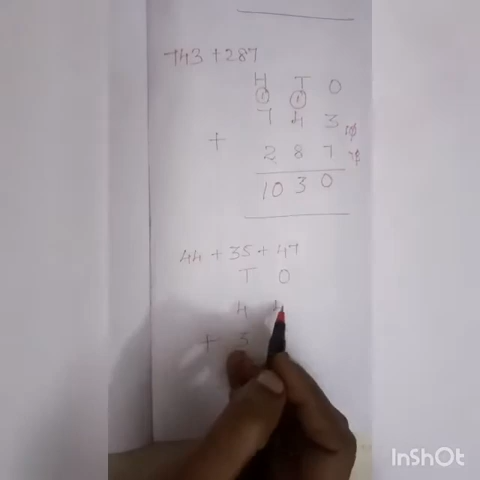 743 + 287
H T O
1 1
7 4 3
+ 2 8 7
10 3 0
44 + 35 + 47
T O
4 4
+ 3
InShOt